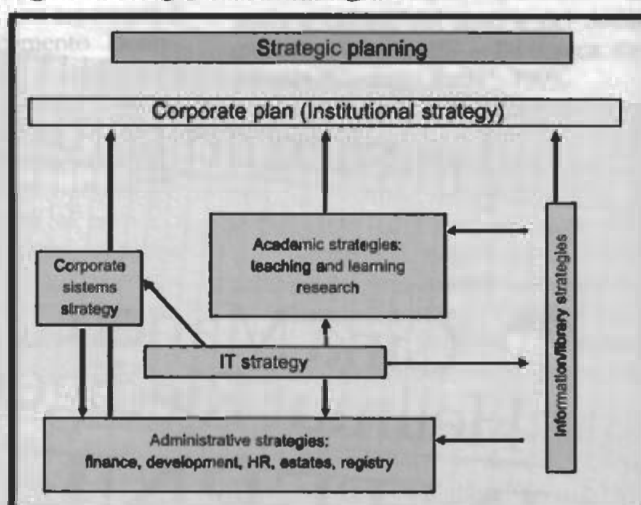 Strategic planning
Corporate plan (Institutional strategy)
Academic strategies:
teaching and learning
research
Corporate
sistems
strategy
IT strategy
Information/library strategies
Administrative strategies:
finance, development, HR, estates, registry